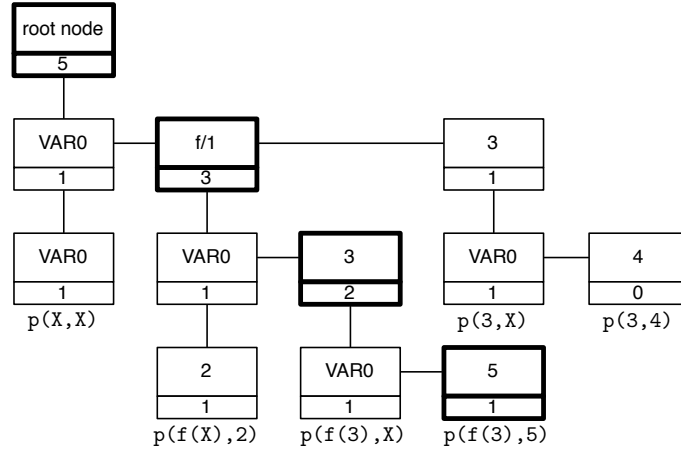 root node
5
VAR0
1
f/1
3
3
1
VAR0
1
p(X,X)
VAR0
1
3
2
VAR0
1
p(3,X)
4
0
p(3,4)
2
1
p(f(X),2)
VAR0
1
p(f(3),X)
5
1
p(f(3),5)